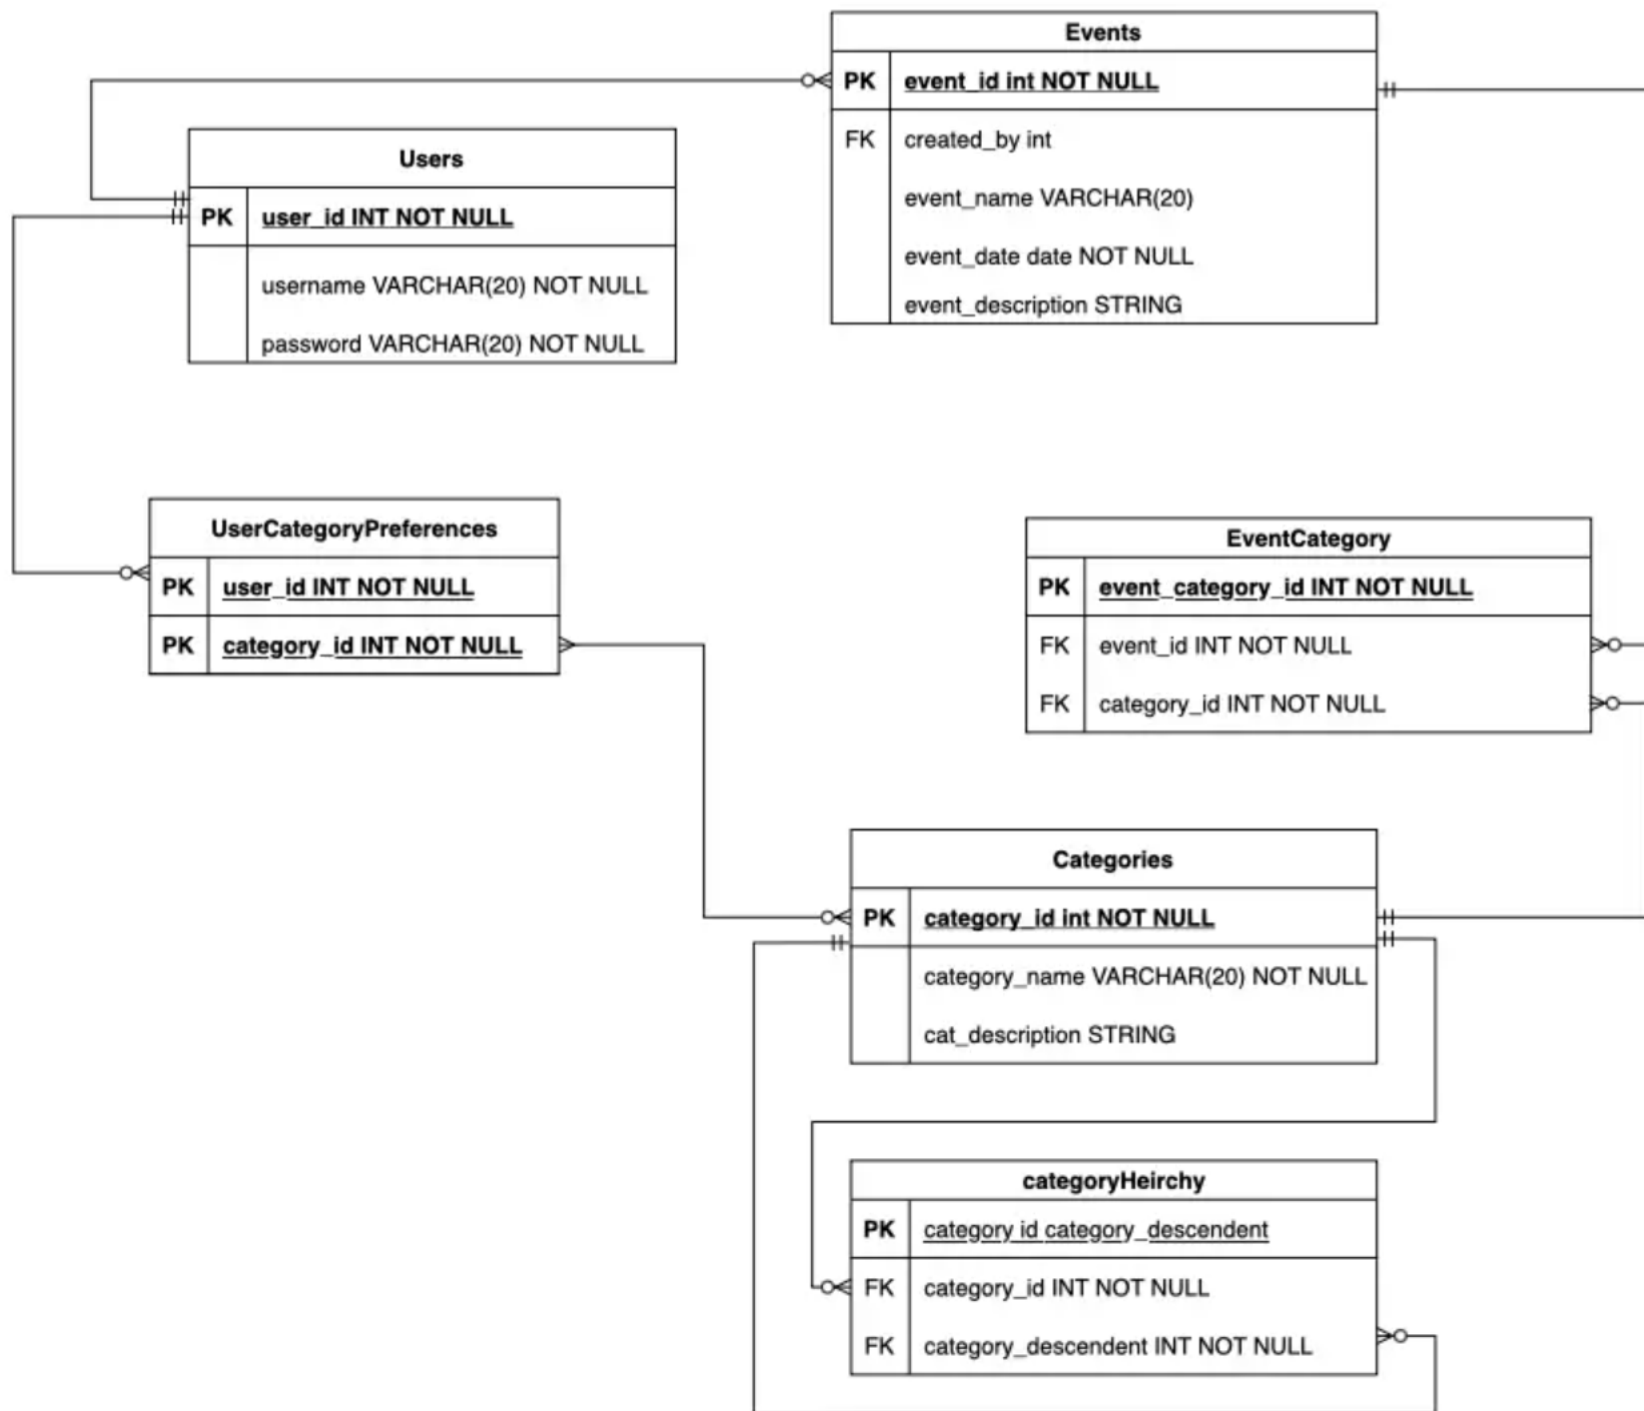 Events
PK event_id int NOT NULL
FK created_by int
event_name VARCHAR(20)
event_date date NOT NULL
event_description STRING
Users
PK user_id INT NOT NULL
username VARCHAR(20) NOT NULL
password VARCHAR(20) NOT NULL
UserCategoryPreferences
PK user_id INT NOT NULL
PK category_id INT NOT NULL
EventCategory
PK event_category_id INT NOT NULL
FK event_id INT NOT NULL
FK category_id INT NOT NULL
Categories
PK category_id int NOT NULL
category_name VARCHAR(20) NOT NULL
cat_description STRING
categoryHeirchy
PK category id category_descendent
FK category_id INT NOT NULL
FK category_descendent INT NOT NULL